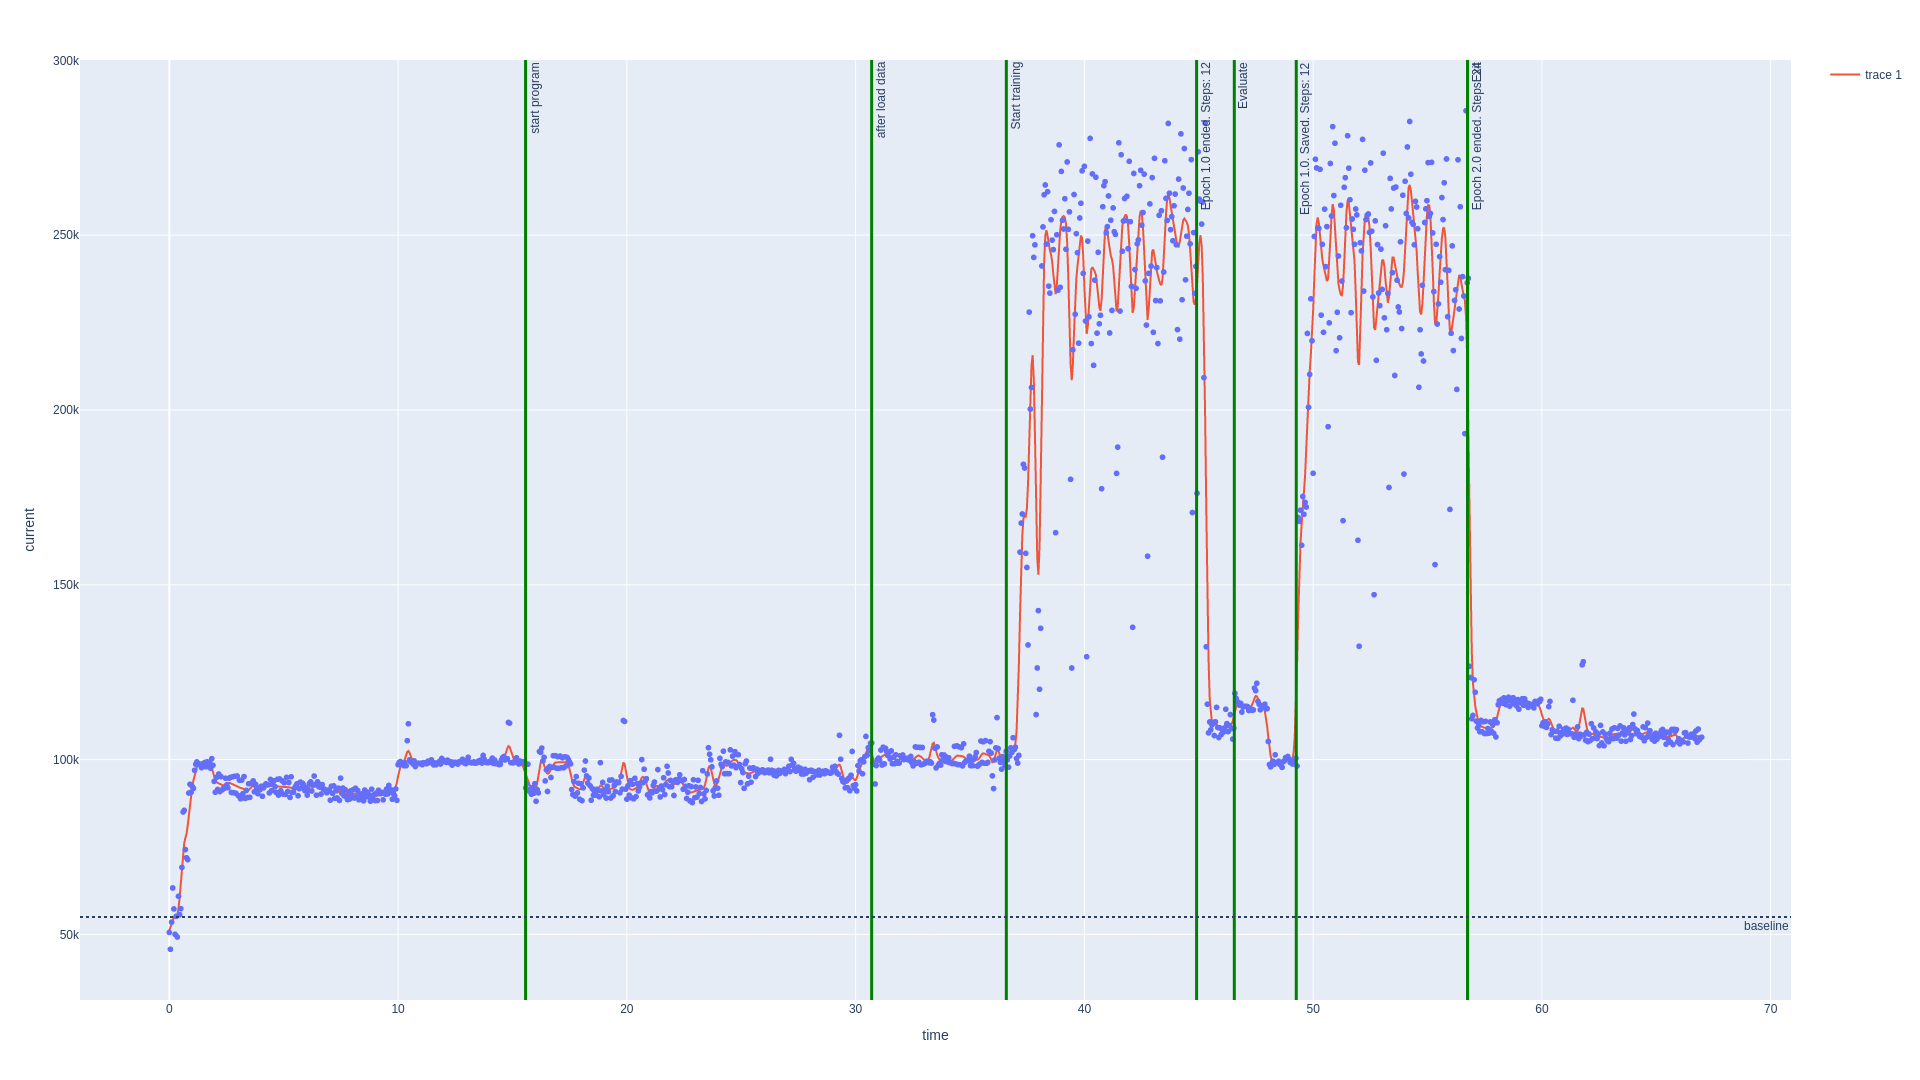 300k
250k
200k
150k
100k
50k
current
start program
after load data
Start training
Epoch 1.0 ended. Steps: 12
Evaluate
Epoch 1.0. Saved. Steps: 12
Epoch 2.0 ended. Steps: 24
trace 1
baseline
0
10
20
30
40
50
60
70
time